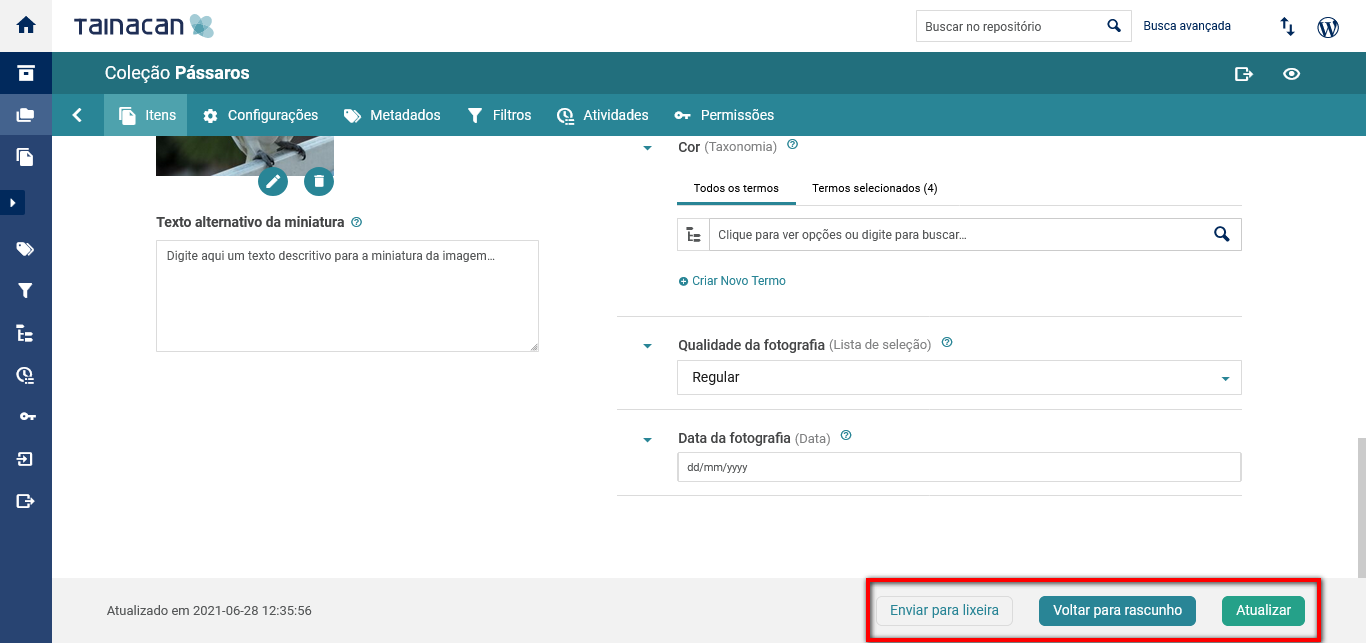 TAINACAN
Buscar no repositório
Busca avançada
Coleção Pássaros
Itens
Configurações
Metadados
Filtros
Atividades
Permissões
Texto alternativo da miniatura
Digite aqui um texto descritivo para a miniatura da imagem...
Cor (Taxonomia)
Todos os termos
Termos selecionados (4)
Clique para ver opções ou digite para buscar...
Criar Novo Termo
Qualidade da fotografia (Lista de seleção)
Regular
Data da fotografia (Data)
dd/mm/yyyy
Atualizado em 2021-06-28 12:35:56
Enviar para lixeira
Voltar para rascunho
Atualizar